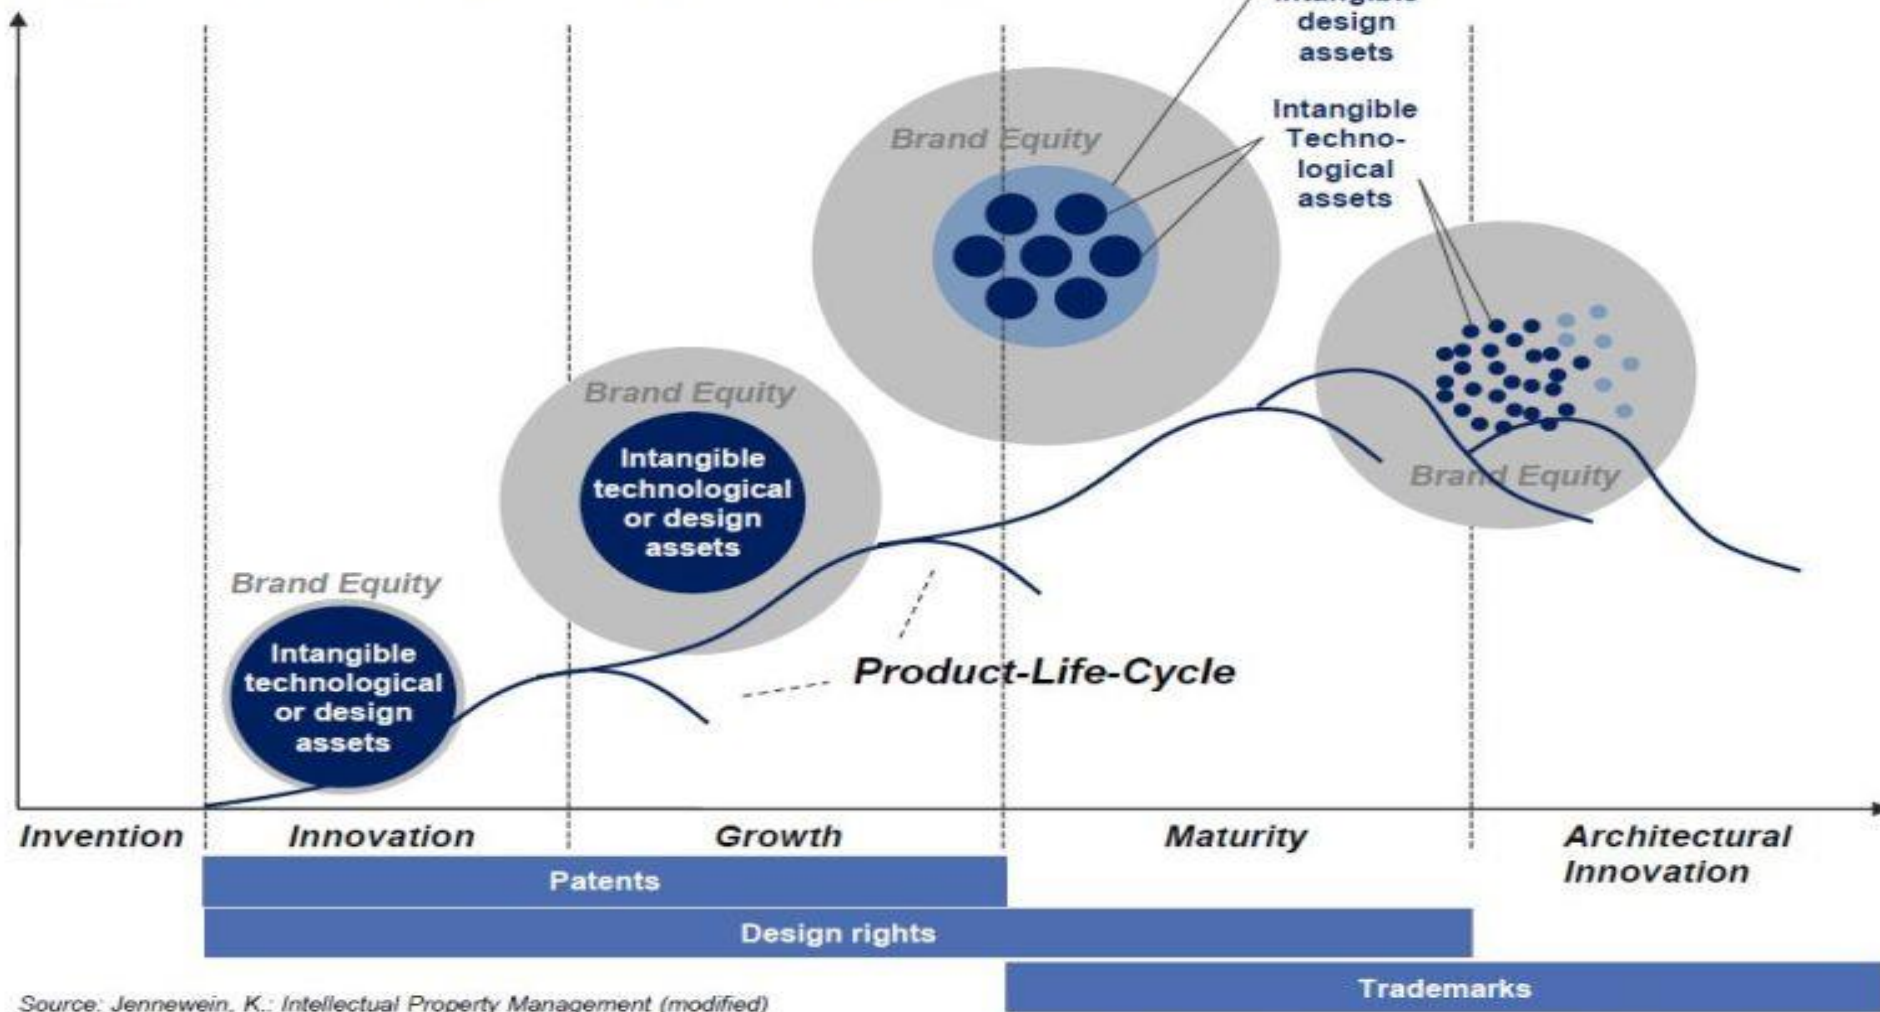 Intangible
design
assets
Intangible
Techno-
logical
assets
Brand Equity
Brand Equity
Intangible
technological
or design
assets
Brand Equity
Brand Equity
Intangible
technological
or design
assets
Product-Life-Cycle
Invention
Innovation
Growth
Maturity
Architectural
Innovation
Patents
Design rights
Trademarks
Source: Jennewein, K.: Intellectual Property Management (modified)